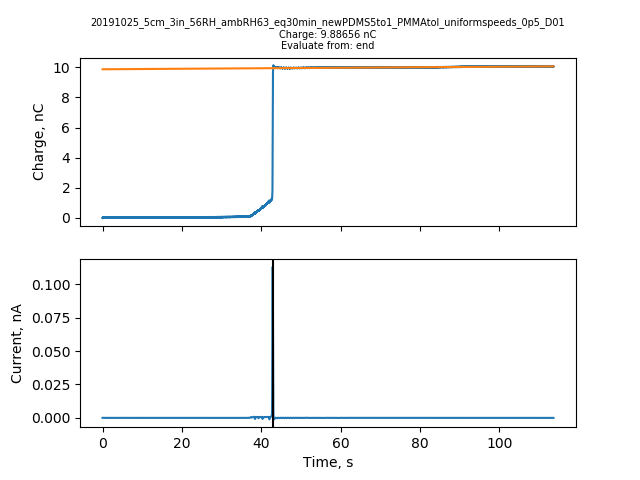 20191025_5cm_3in_56RH_ambRH63_eq30min_newPDMS5to1_PMMAtol_uniformspeeds_0p5_D01
Charge: 9.88656 nC
Evaluate from: end
10
8
6
4
2
0
Charge, nC
0.100
0.075
0.050
0.025
0.000
Current, nA
0 20 40 60 80 100
Time, s